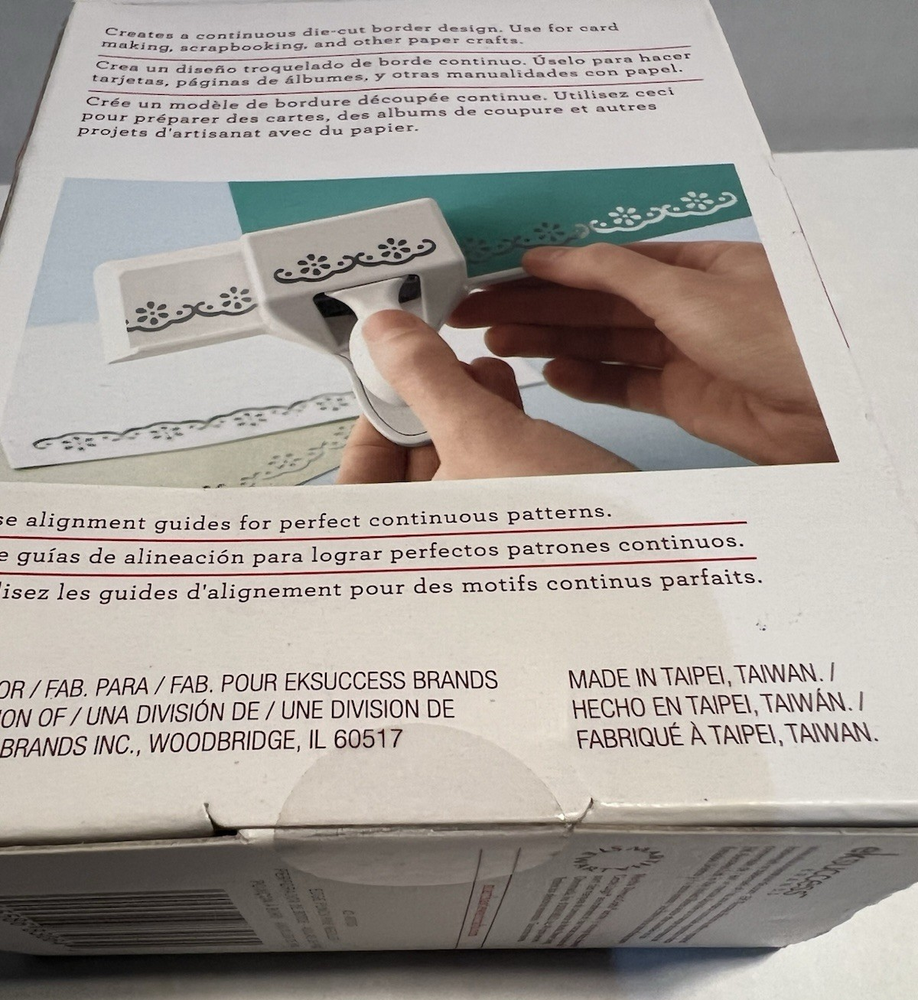 Creates a continuous die-cut border design. Use for card
making, scrapbooking, and other paper crafts.
Crea un diseño troquelado de borde continuo. Úselo para hacer
tarjetas, páginas de álbumes, y otras manualidades con papel.
Crée un modèle de bordure découpée continue. Utilisez ceci
pour préparer des cartes, des albums de coupure et autres
projets d'artisanat avec du papier.
se alignment guides for perfect continuous patterns.
e guías de alineación para lograr perfectos patrones continuos.
lisez les guides d'alignement pour des motifs continus parfaits.
OR / FAB. PARA / FAB. POUR EKSUCCESS BRANDS
ION OF / UNA DIVISIÓN DE / UNE DIVISION DE
BRANDS INC., WOODBRIDGE, IL 60517
MADE IN TAIPEI, TAIWAN. /
HECHO EN TAIPEI, TAIWÁN. /
FABRIQUÉ À TAIPEI, TAIWAN.